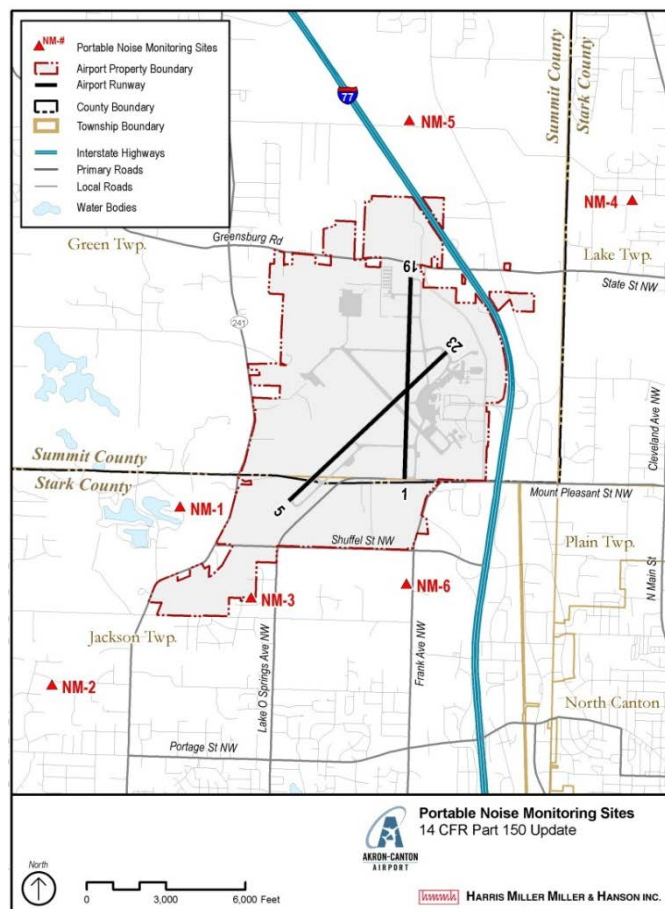 NM-#
Portable Noise Monitoring Sites
Airport Property Boundary
Airport Runway
County Boundary
Township Boundary
Interstate Highways
Primary Roads
Local Roads
Water Bodies
77
NM-5
Summit County
Stark County
NM-4
Green Twp.
Greensburg Rd
Lake Twp.
State St NW
19
241
23
Cleveland Ave NW
Summit County
Stark County
1
Mount Pleasant St NW
5
NM-1
Shuffel St NW
Plain Twp.
N Main St
NM-6
NM-3
Jackson Twp.
Lake O Springs Ave NW
Frank Ave NW
NM-2
North Canton
Portage St NW
Portable Noise Monitoring Sites
14 CFR Part 150 Update
AKRON-CANTON
AIRPORT
North
0 3,000 6,000 Feet
hmmh
HARRIS MILLER MILLER & HANSON INC.